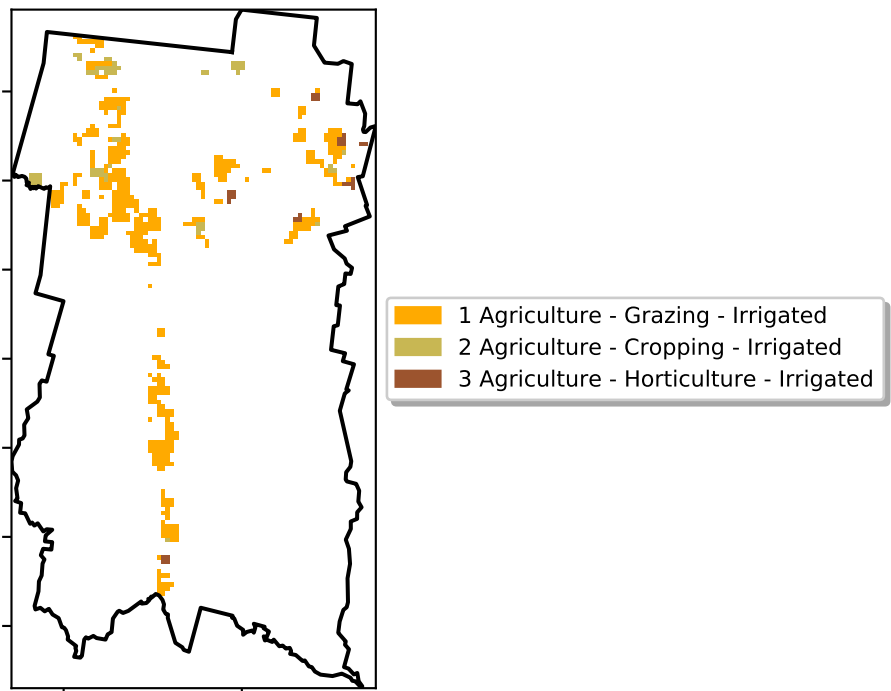 1 Agriculture - Grazing - Irrigated
2 Agriculture - Cropping - Irrigated
3 Agriculture - Horticulture - Irrigated